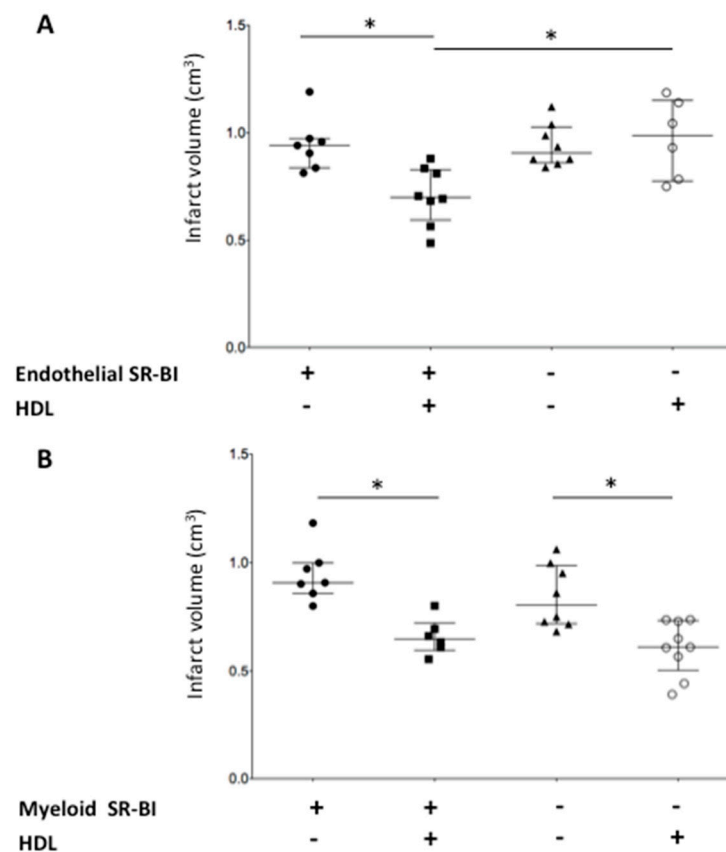 A
Infarct volume (cm³)
1.5
*
*
1.0
0.5
0.0
Endothelial SR-BI + + - -
HDL - + - +
B
Infarct volume (cm³)
1.5
*
*
1.0
0.5
0.0
Myeloid SR-BI + + - -
HDL - + - +